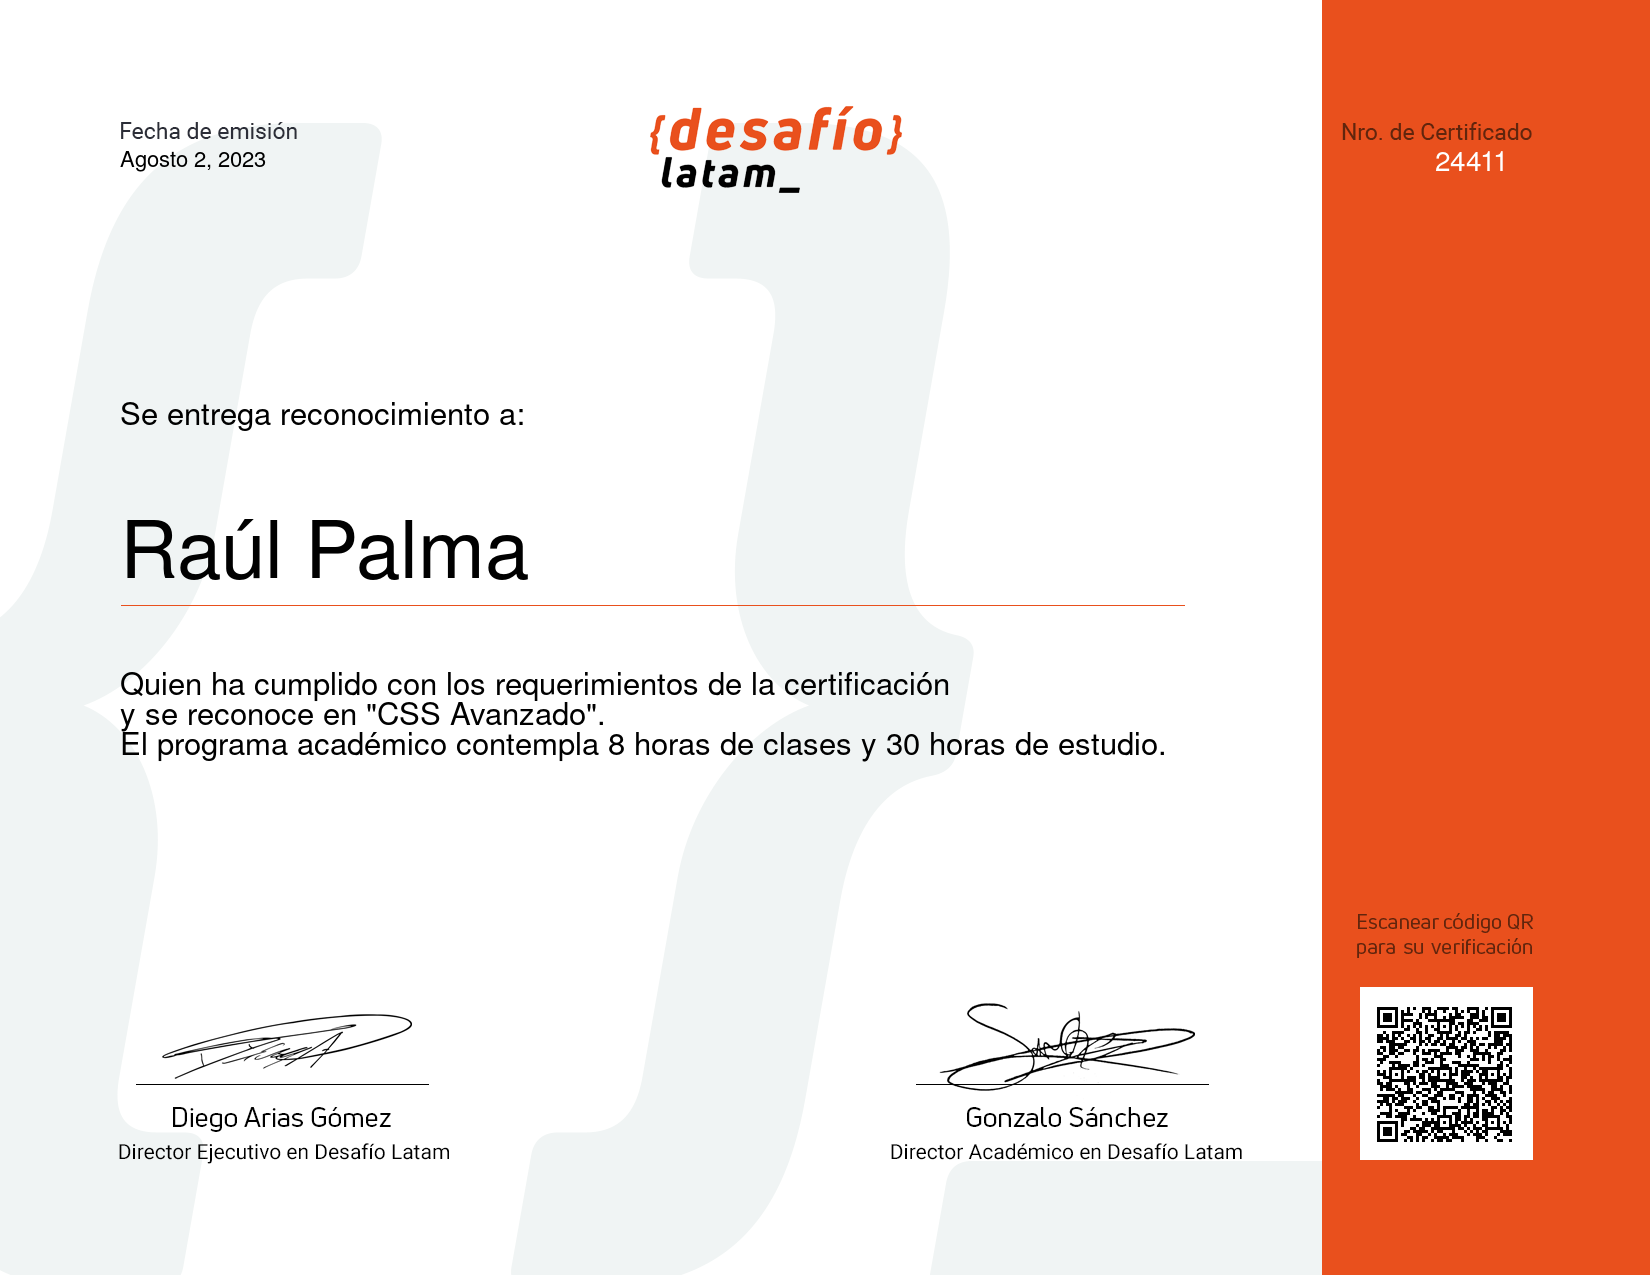 Fecha de emisión
Agosto 2, 2023
{desafío}
latam_
Nro. de Certificado
24411
Se entrega reconocimiento a:
Raúl Palma
Quien ha cumplido con los requerimientos de la certificación
y se reconoce en "CSS Avanzado".
El programa académico contempla 8 horas de clases y 30 horas de estudio.
Escanear código QR
para su verificación
Diego Arias Gómez
Director Ejecutivo en Desafío Latam
Gonzalo Sánchez
Director Académico en Desafío Latam